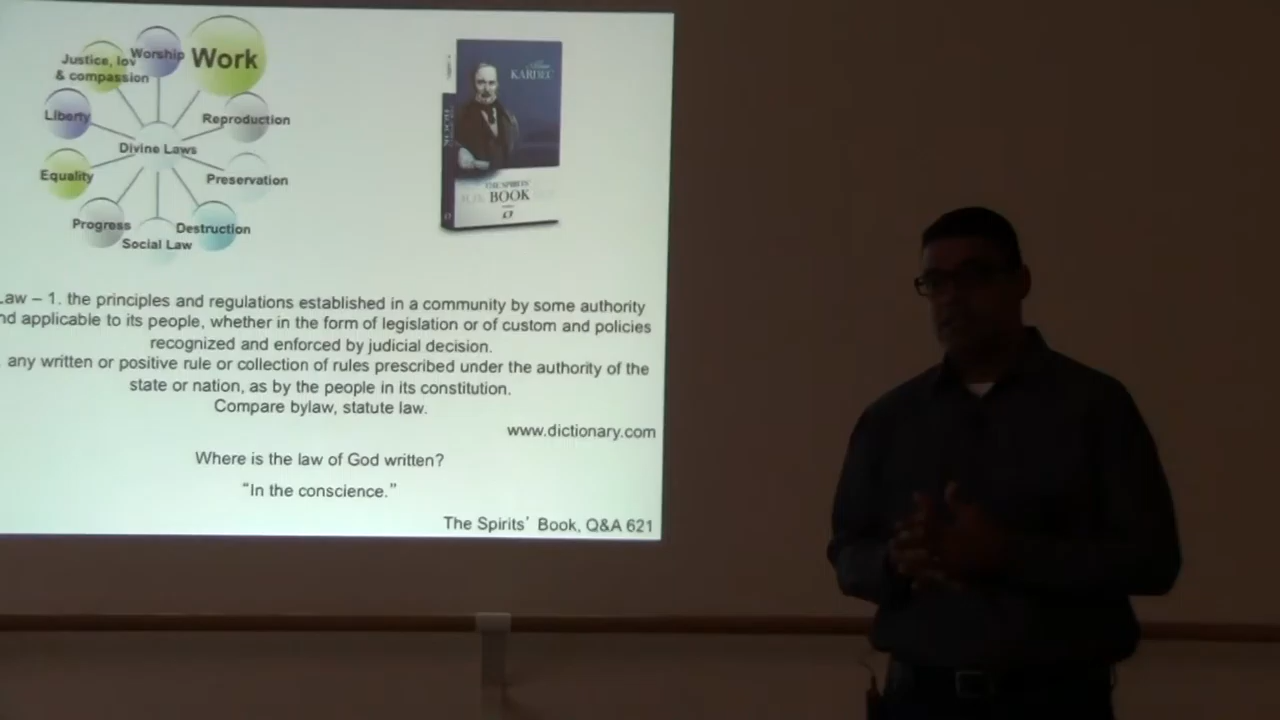 Justice, lov
& compassion
Worship
Work
Liberty
Reproduction
Divine Laws
Equality
Preservation
Progress
Destruction
Social Law
KARDEC
THE SPIRITS'
BOOK
aw – 1. the principles and regulations established in a community by some authority
nd applicable to its people, whether in the form of legislation or of custom and policies
recognized and enforced by judicial decision.
any written or positive rule or collection of rules prescribed under the authority of the
state or nation, as by the people in its constitution.
Compare bylaw, statute law.
www.dictionary.com
Where is the law of God written?
“In the conscience.”
The Spirits’ Book, Q&A 621